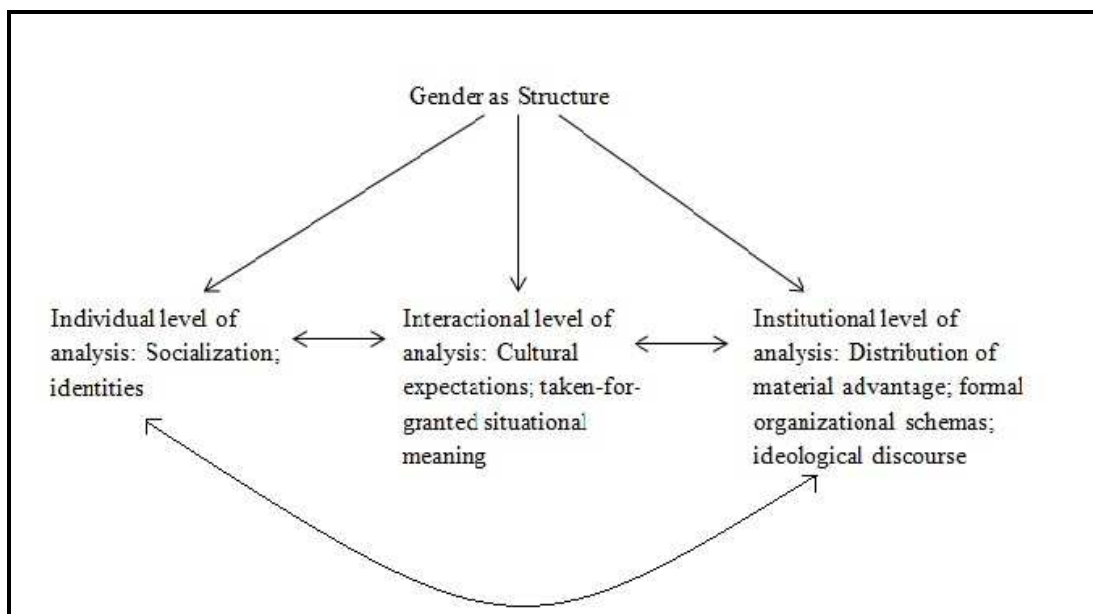 Gender as Structure
Individual level of
analysis: Socialization;
identities
Interactional level of
analysis: Cultural
expectations; taken-for-
granted situational
meaning
Institutional level of
analysis: Distribution of
material advantage; formal
organizational schemas;
ideological discourse